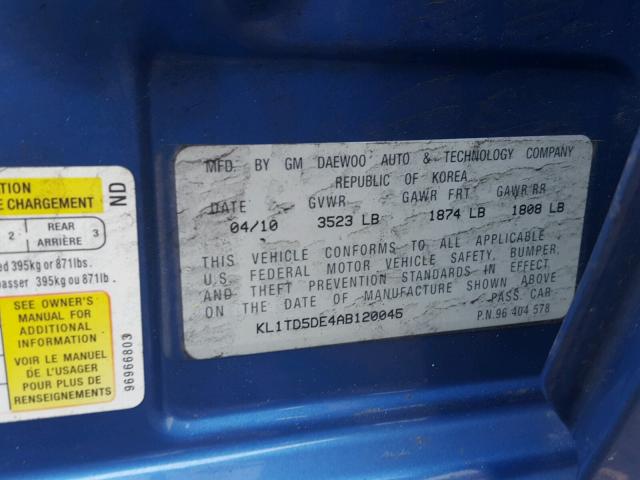 TION
E CHARGEMENT
2 REAR 3
ARRIÈRE
ed 395kg or 871lbs.
passer 395kg ou 871lb.
SEE OWNER'S
MANUAL FOR
ADDITIONAL
INFORMATION
VOIR LE MANUEL
DE L'USAGER
POUR PLUS DE
RENSEIGNEMENTS
ND
96966803
MFD. BY GM DAEWOO AUTO & TECHNOLOGY COMPANY
REPUBLIC OF KOREA
DATE GVWR GAWR FRT GAWR RR
04/10 3523 LB 1874 LB 1808 LB
THIS VEHICLE CONFORMS TO ALL APPLICABLE
U.S. FEDERAL MOTOR VEHICLE SAFETY, BUMPER,
AND THEFT PREVENTION STANDARDS IN EFFECT
ON THE DATE OF MANUFACTURE SHOWN ABOVE
PASS. CAR
KL1TD5DE4AB120045
P.N.96 404 578